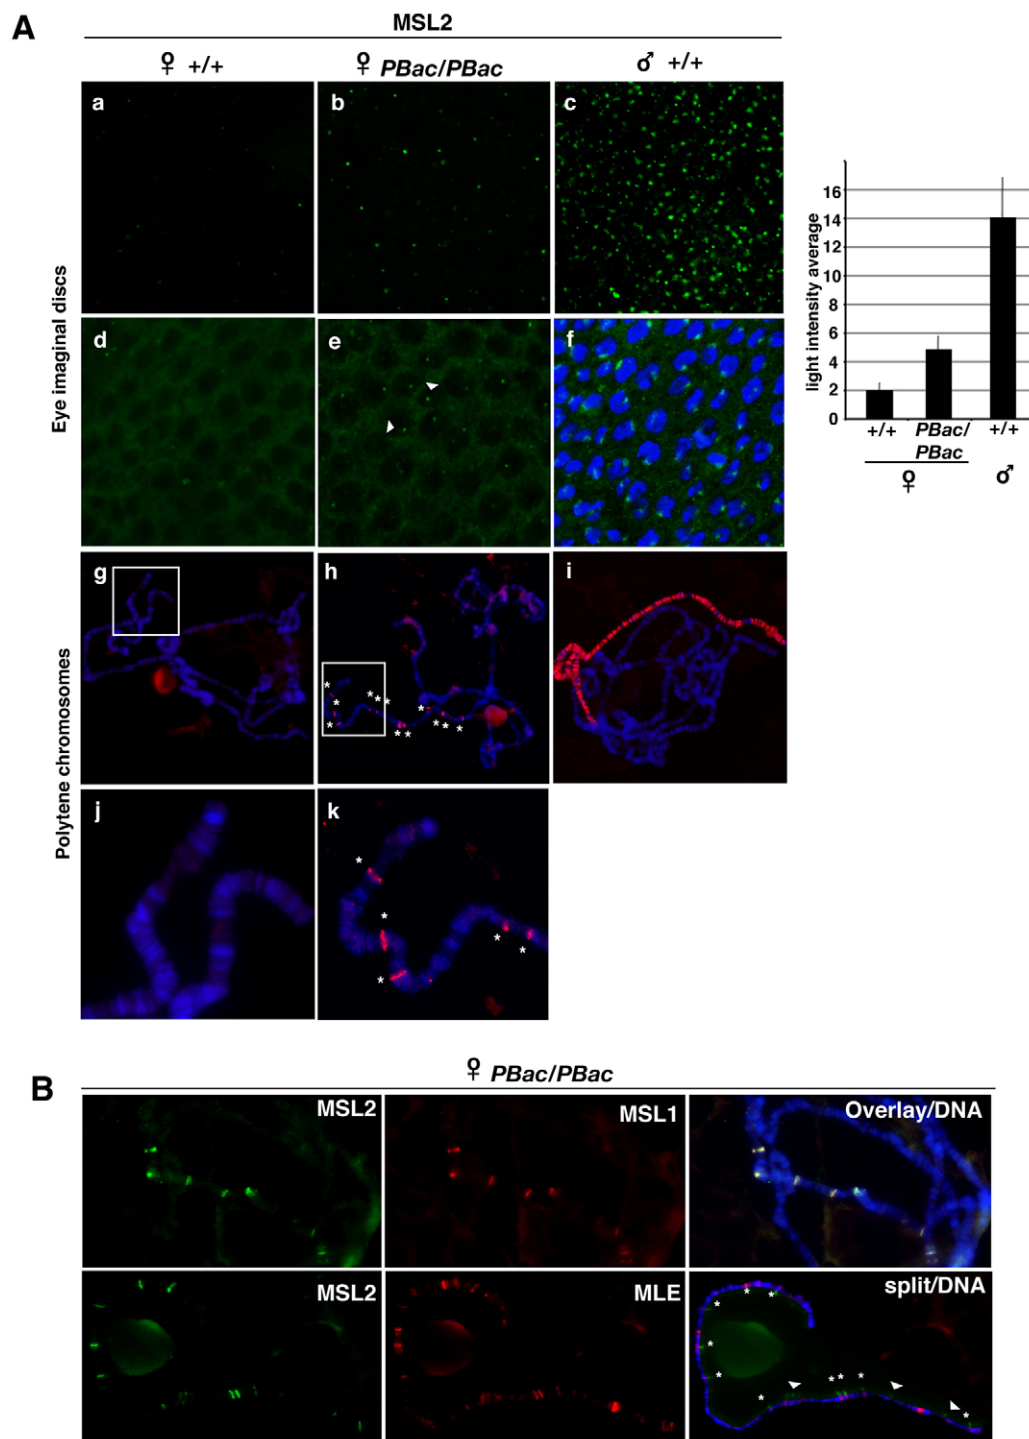 A
MSL2
♀ +/+
♀ PBac/PBac
♂ +/+
Eye imaginal discs
a
b
c
d
e
f
Polytene chromosomes
g
h
* * * * * * * * * * * *
i
j
k
* * * * *
light intensity average
16
14
12
10
8
6
4
2
0
+/+
PBac/
PBac
+/+
♀
♂
B
♀ PBac/PBac
MSL2
MSL1
Overlay/DNA
MSL2
MLE
split/DNA
* * * * * * * * * *